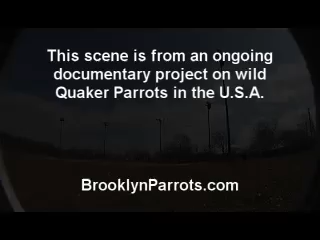 This scene is from an ongoing
documentary project on wild
Quaker Parrots in the U.S.A.
BrooklynParrots.com